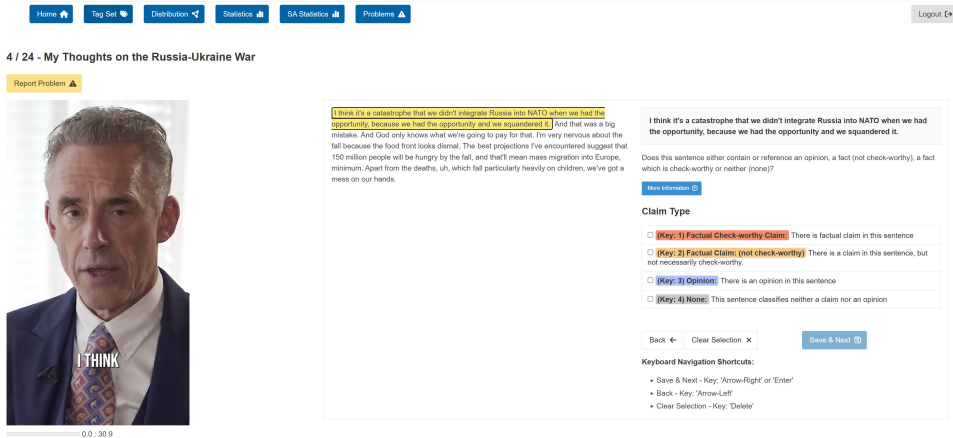 Home
Tag Set
Distribution
Statistics
SA Statistics
Problems
Logout
4 / 24 - My Thoughts on the Russia-Ukraine War
Report Problem
I THINK
0.0 : 30.9
I think it's a catastrophe that we didn't integrate Russia into NATO when we had the
opportunity, because we had the opportunity and we squandered it. And that was a big
mistake. And God only knows what we're going to pay for that. I'm very nervous about the
fall because the food front looks dismal. The best projections I've encountered suggest that
150 million people will be hungry by the fall, and that'll mean mass migration into Europe,
minimum. Apart from the deaths, uh, which fall particularly heavily on children, we've got a
mess on our hands.
I think it's a catastrophe that we didn't integrate Russia into NATO when we had
the opportunity, because we had the opportunity and we squandered it.
Does this sentence either contain or reference an opinion, a fact (not check-worthy), a fact
which is check-worthy or neither (none)?
More Information
Claim Type
(Key: 1) Factual Check-worthy Claim: There is factual claim in this sentence
(Key: 2) Factual Claim: (not check-worthy) There is a claim in this sentence, but
not necessarily check-worthy.
(Key: 3) Opinion: There is an opinion in this sentence
(Key: 4) None: This sentence classifies neither a claim nor an opinion
Back
Clear Selection
Save & Next
Keyboard Navigation Shortcuts:
• Save & Next - Key: 'Arrow-Right' or 'Enter'
• Back - Key: 'Arrow-Left'
• Clear Selection - Key: 'Delete'